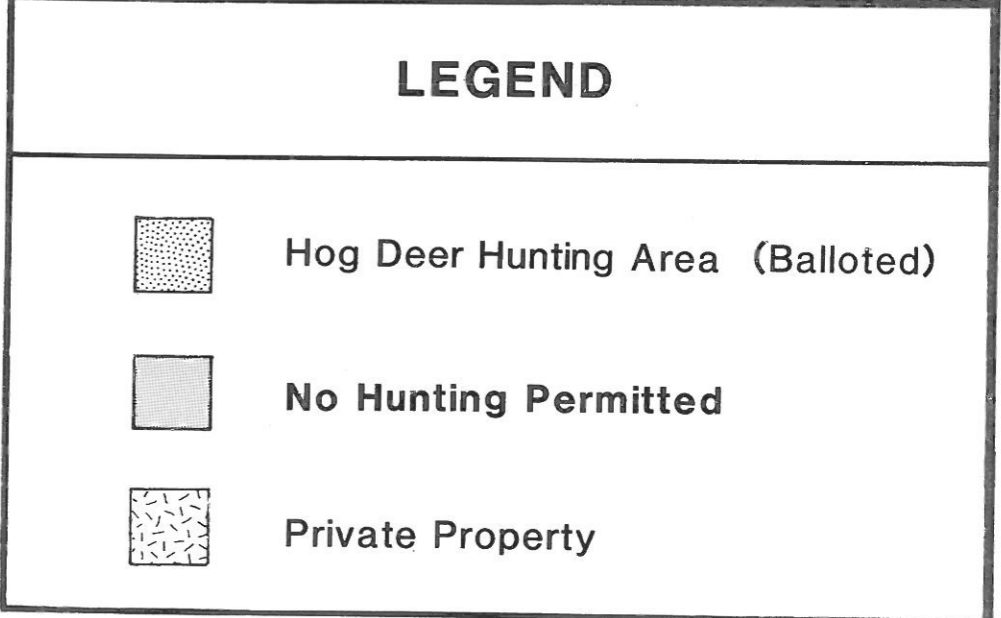 LEGEND
Hog Deer Hunting Area (Balloted)
No Hunting Permitted
Private Property